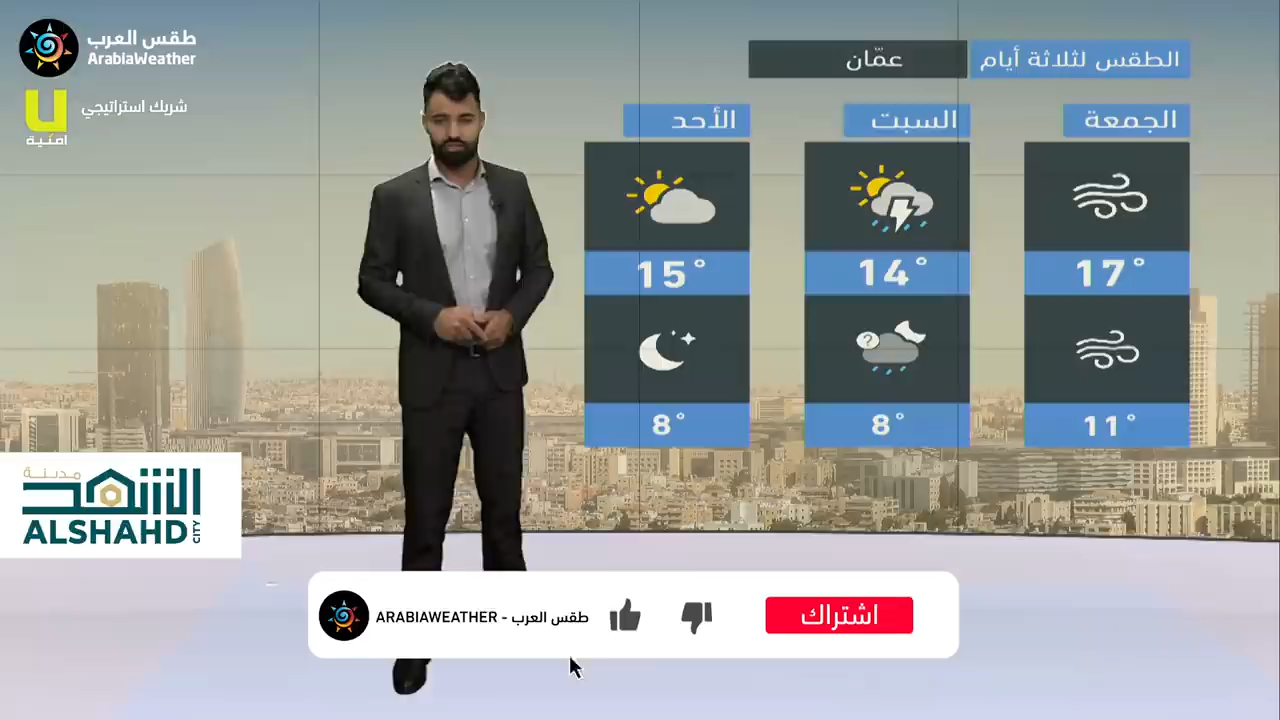 طقس العرب
ArabiaWeather
شريك استراتيجي
U
امنية
الطقس لثلاثة أيام
عمّان
الجمعة
السبت
الأحد
17°
14°
15°
?
11°
8°
8°
مدينة
الشهد
ALSHAHD CITY
ARABIAWEATHER - طقس العرب
اشتراك